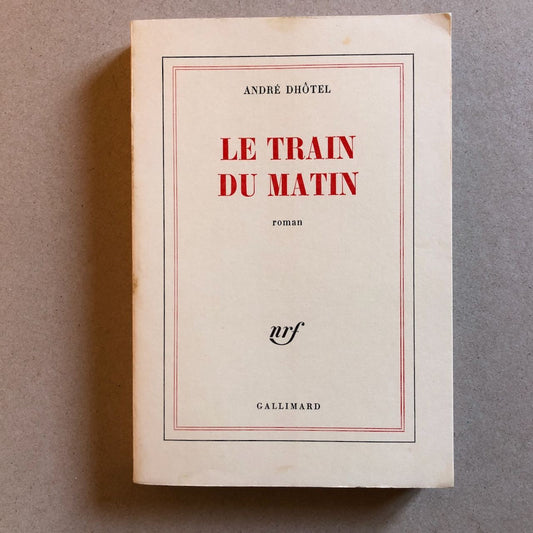 ANDRÉ DHÔTEL
LE TRAIN
DU MATIN
roman
nrf
GALLIMARD